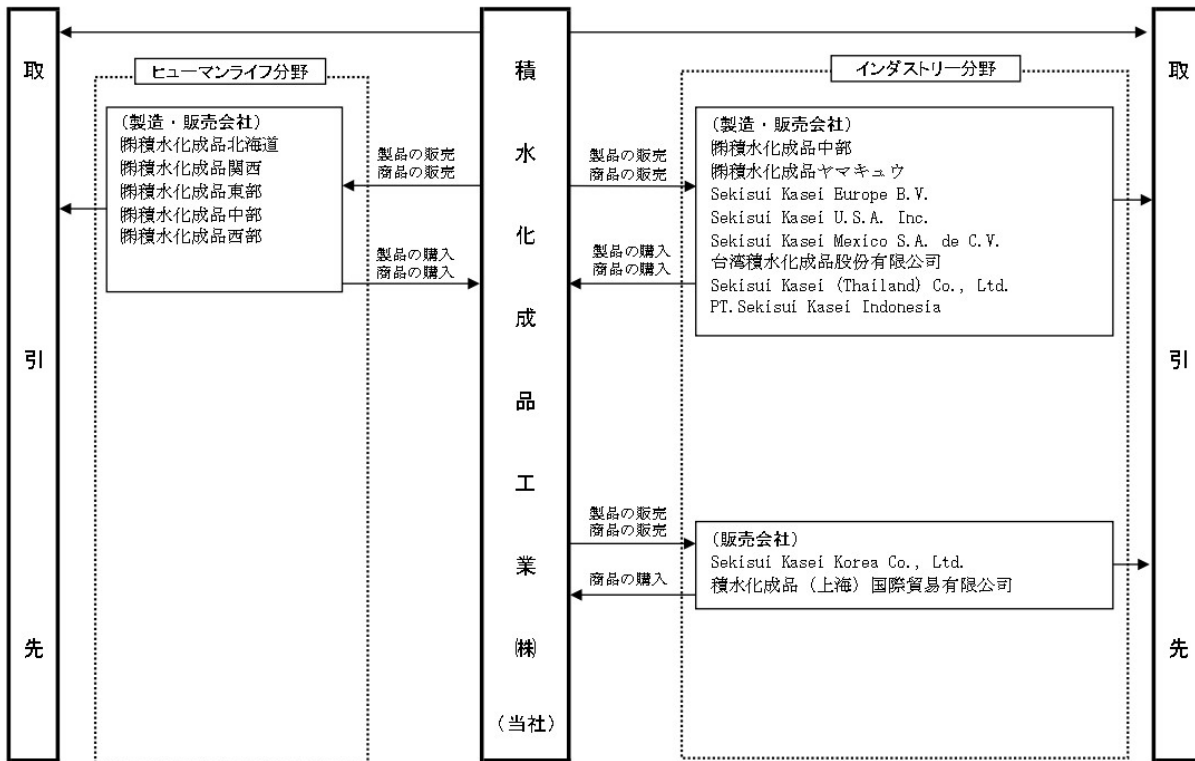 取引先
ヒューマンライフ分野
(製造・販売会社)
㈱積水化成品北海道
㈱積水化成品関西
㈱積水化成品東部
㈱積水化成品中部
㈱積水化成品西部
製品の販売
商品の販売
製品の購入
商品の購入
積水化成品工業㈱
(当社)
製品の販売
商品の販売
製品の購入
商品の購入
製品の販売
商品の販売
商品の購入
インダストリー分野
(製造・販売会社)
㈱積水化成品中部
㈱積水化成品ヤマキュウ
Sekisui Kasei Europe B.V.
Sekisui Kasei U.S.A. Inc.
Sekisui Kasei Mexico S.A. de C.V.
台湾積水化成品股份有限公司
Sekisui Kasei (Thailand) Co., Ltd.
PT.Sekisui Kasei Indonesia
(販売会社)
Sekisui Kasei Korea Co., Ltd.
積水化成品（上海）国際貿易有限公司
取引先